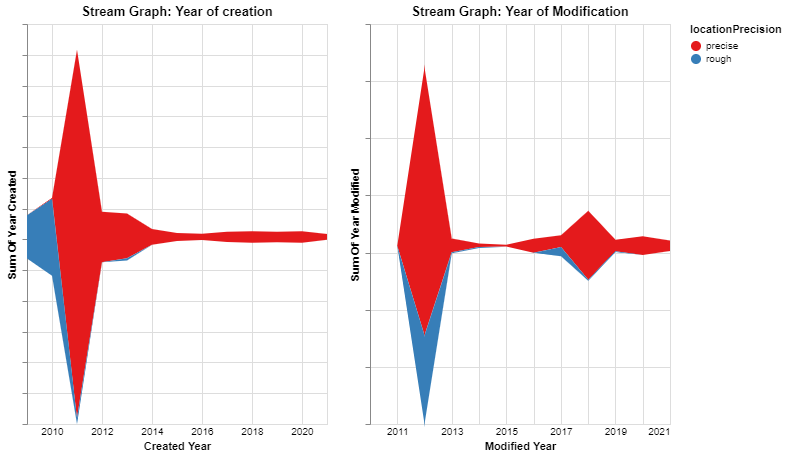 Stream Graph: Year of creation
Sum Of Year Created
2010 2012 2014 2016 2018 2020
Created Year
Stream Graph: Year of Modification
Sum Of Year Modified
2011 2013 2015 2017 2019 2021
Modified Year
locationPrecision
precise
rough